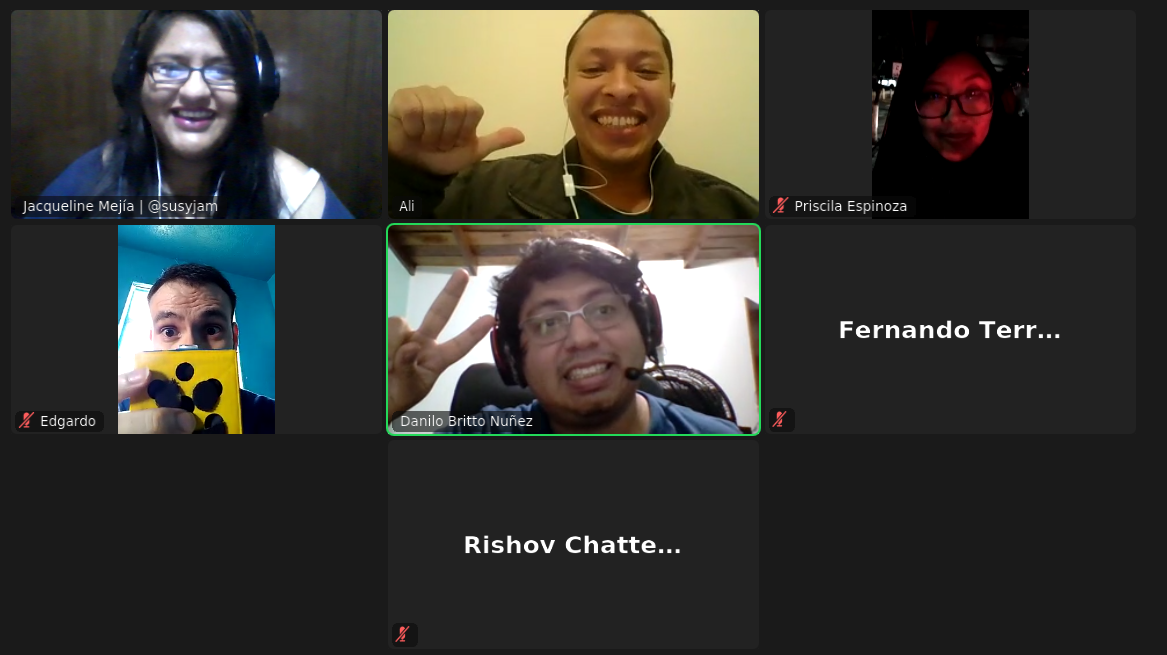 Jacqueline Mejía | @susyjam
Ali
Priscila Espinoza
Edgardo
Danilo Britto Nuñez
Fernando Terr...
Rishov Chatte...